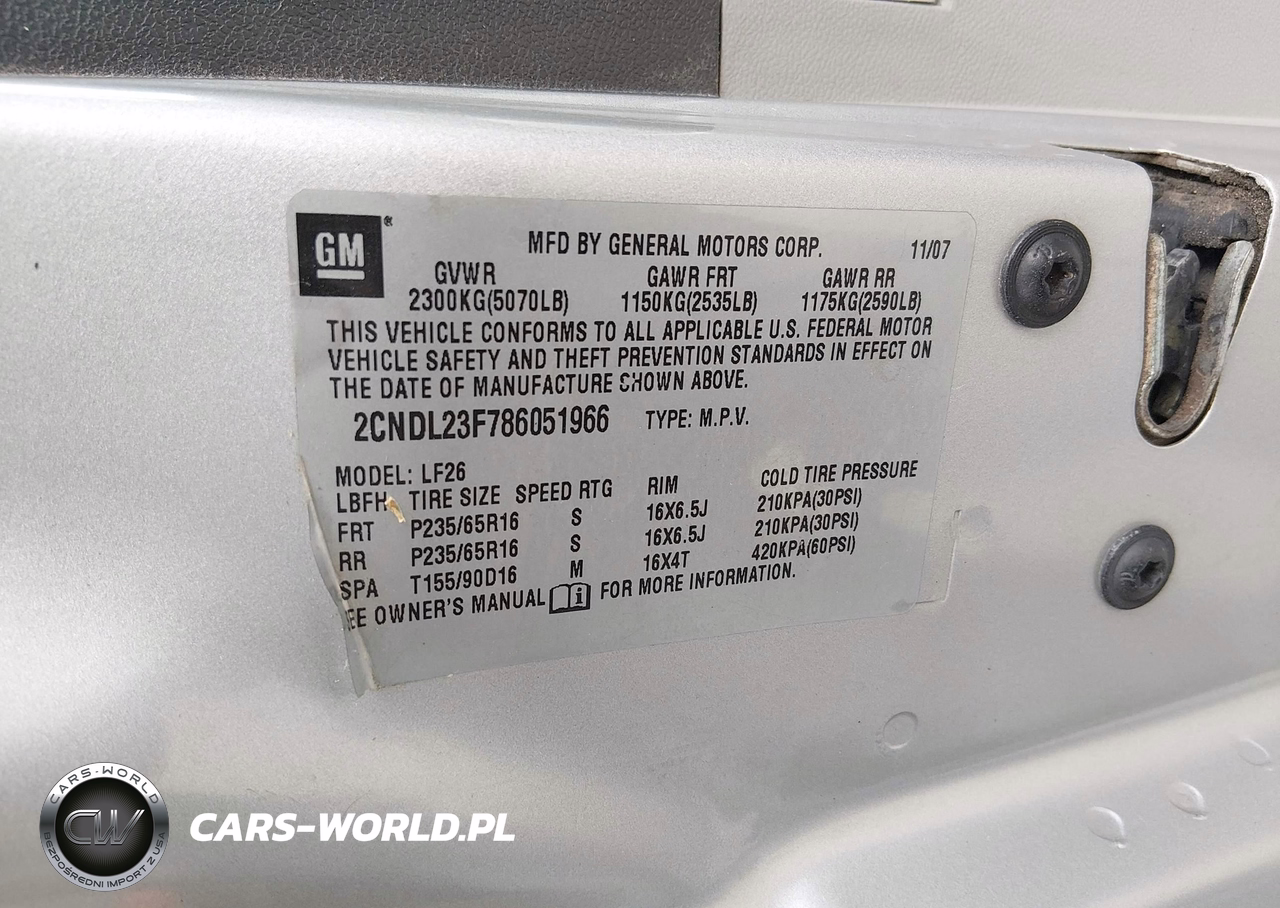 GM
MFD BY GENERAL MOTORS CORP. 11/07
GVWR GAWR FRT GAWR RR
2300KG(5070LB) 1150KG(2535LB) 1175KG(2590LB)
THIS VEHICLE CONFORMS TO ALL APPLICABLE U.S. FEDERAL MOTOR
VEHICLE SAFETY AND THEFT PREVENTION STANDARDS IN EFFECT ON
THE DATE OF MANUFACTURE SHOWN ABOVE.
2CNDL23F786051966 TYPE: M.P.V.
MODEL: LF26
LBFH TIRE SIZE SPEED RTG RIM COLD TIRE PRESSURE
FRT P235/65R16 S 16X6.5J 210KPA(30PSI)
RR P235/65R16 S 16X6.5J 210KPA(30PSI)
SPA T155/90D16 M 16X4T 420KPA(60PSI)
EE OWNER'S MANUAL i FOR MORE INFORMATION.
CARS-WORLD
CW
BEZPOŚREDNI IMPORT Z USA
CARS-WORLD.PL